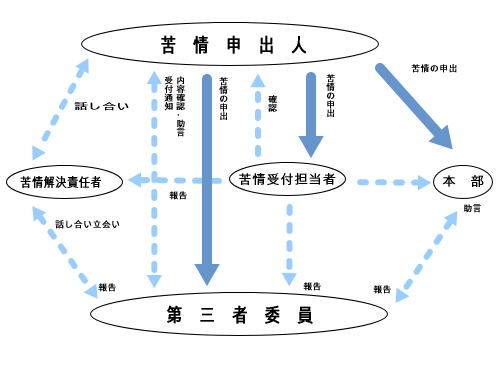 苦情申出人
苦情の申出
話し合い
受付通知
内容確認・助言
苦情の申出
確認
苦情の申出
苦情解決責任者
苦情受付担当者
本部
報告
助言
話し合い立会い
報告
報告
報告
第三者委員